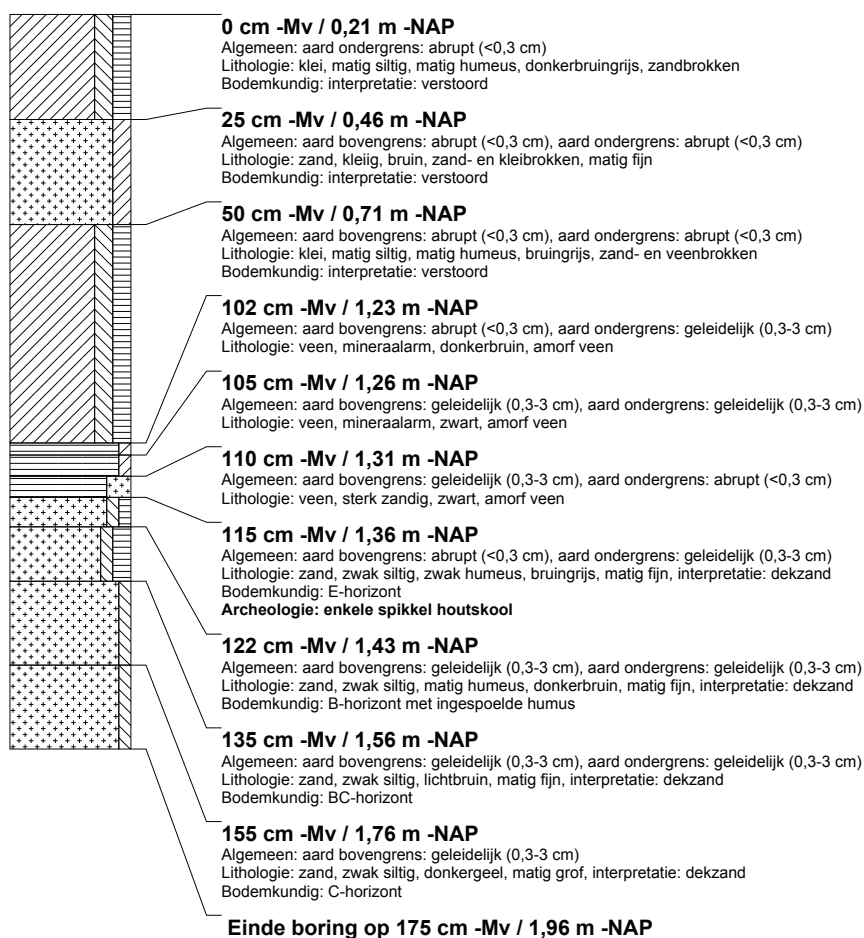 0 cm -Mv / 0,21 m -NAP
Algemeen: aard ondergrens: abrupt (<0,3 cm)
Lithologie: klei, matig siltig, matig humeus, donkerbruingrijs, zandbrokken
Bodemkundig: interpretatie: verstoord
25 cm -Mv / 0,46 m -NAP
Algemeen: aard bovengrens: abrupt (<0,3 cm), aard ondergrens: abrupt (<0,3 cm)
Lithologie: zand, kleiig, bruin, zand- en kleibrokken, matig fijn
Bodemkundig: interpretatie: verstoord
50 cm -Mv / 0,71 m -NAP
Algemeen: aard bovengrens: abrupt (<0,3 cm), aard ondergrens: abrupt (<0,3 cm)
Lithologie: klei, matig siltig, matig humeus, bruingrijs, zand- en veenbrokken
Bodemkundig: interpretatie: verstoord
102 cm -Mv / 1,23 m -NAP
Algemeen: aard bovengrens: abrupt (<0,3 cm), aard ondergrens: geleidelijk (0,3-3 cm)
Lithologie: veen, mineraalarm, donkerbruin, amorf veen
105 cm -Mv / 1,26 m -NAP
Algemeen: aard bovengrens: geleidelijk (0,3-3 cm), aard ondergrens: geleidelijk (0,3-3 cm)
Lithologie: veen, mineraalarm, zwart, amorf veen
110 cm -Mv / 1,31 m -NAP
Algemeen: aard bovengrens: geleidelijk (0,3-3 cm), aard ondergrens: abrupt (<0,3 cm)
Lithologie: veen, sterk zandig, zwart, amorf veen
115 cm -Mv / 1,36 m -NAP
Algemeen: aard bovengrens: abrupt (<0,3 cm), aard ondergrens: geleidelijk (0,3-3 cm)
Lithologie: zand, zwak siltig, zwak humeus, bruingrijs, matig fijn, interpretatie: dekzand
Bodemkundig: E-horizont
Archeologie: enkele spikkel houtskool
122 cm -Mv / 1,43 m -NAP
Algemeen: aard bovengrens: geleidelijk (0,3-3 cm), aard ondergrens: geleidelijk (0,3-3 cm)
Lithologie: zand, zwak siltig, matig humeus, donkerbruin, matig fijn, interpretatie: dekzand
Bodemkundig: B-horizont met ingespoelde humus
135 cm -Mv / 1,56 m -NAP
Algemeen: aard bovengrens: geleidelijk (0,3-3 cm), aard ondergrens: geleidelijk (0,3-3 cm)
Lithologie: zand, zwak siltig, lichtbruin, matig fijn, interpretatie: dekzand
Bodemkundig: BC-horizont
155 cm -Mv / 1,76 m -NAP
Algemeen: aard bovengrens: geleidelijk (0,3-3 cm)
Lithologie: zand, zwak siltig, donkergeel, matig grof, interpretatie: dekzand
Bodemkundig: C-horizont
Einde boring op 175 cm -Mv / 1,96 m -NAP